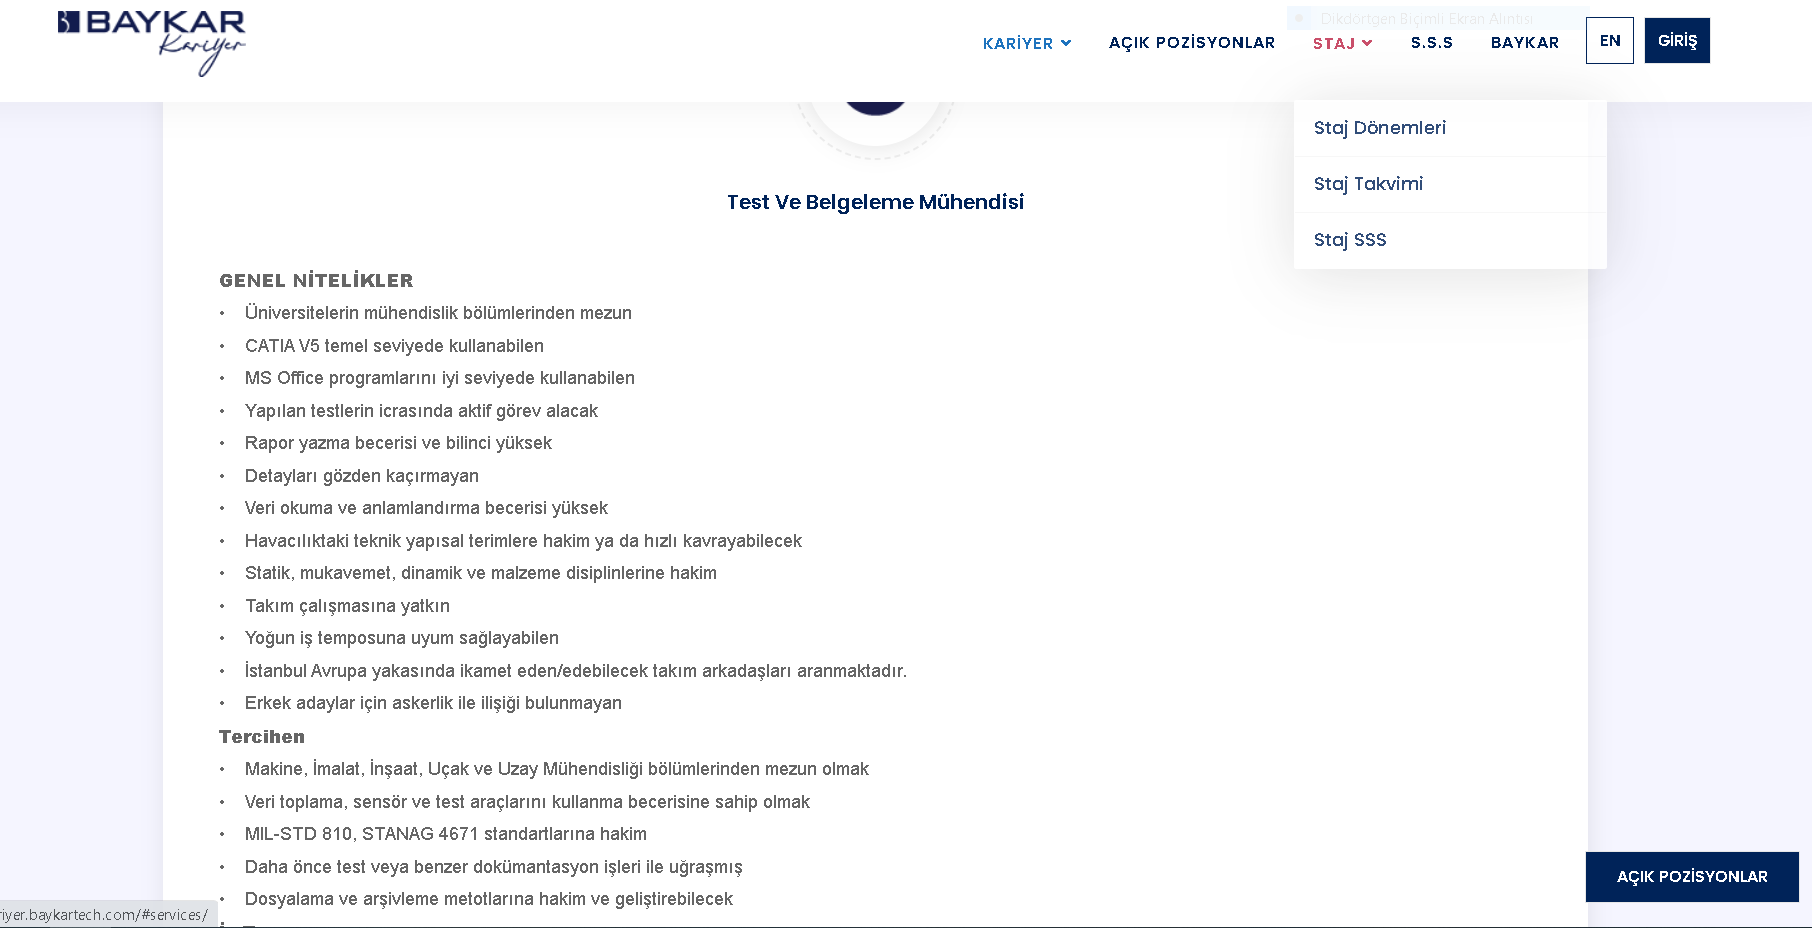 BAYKAR
Kariyer
Dikdörtgen Biçimli Ekran Alıntısı
KARİYER
AÇIK POZİSYONLAR
STAJ
S.S.S
BAYKAR
EN
GİRİŞ
Staj Dönemleri
Staj Takvimi
Staj SSS
Test Ve Belgeleme Mühendisi
GENEL NİTELİKLER
• Üniversitelerin mühendislik bölümlerinden mezun
• CATIA V5 temel seviyede kullanabilen
• MS Office programlarını iyi seviyede kullanabilen
• Yapılan testlerin icrasında aktif görev alacak
• Rapor yazma becerisi ve bilinci yüksek
• Detayları gözden kaçırmayan
• Veri okuma ve anlamlandırma becerisi yüksek
• Havacılıktaki teknik yapısal terimlere hakim ya da hızlı kavrayabilecek
• Statik, mukavemet, dinamik ve malzeme disiplinlerine hakim
• Takım çalışmasına yatkın
• Yoğun iş temposuna uyum sağlayabilen
• İstanbul Avrupa yakasında ikamet eden/edebilecek takım arkadaşları aranmaktadır.
• Erkek adaylar için askerlik ile ilişiği bulunmayan
Tercihen
• Makine, İmalat, İnşaat, Uçak ve Uzay Mühendisliği bölümlerinden mezun olmak
• Veri toplama, sensör ve test araçlarını kullanma becerisine sahip olmak
• MIL-STD 810, STANAG 4671 standartlarına hakim
• Daha önce test veya benzer dokümantasyon işleri ile uğraşmış
• Dosyalama ve arşivleme metotlarına hakim ve geliştirebilecek
AÇIK POZİSYONLAR
riyer.baykartech.com/#services/